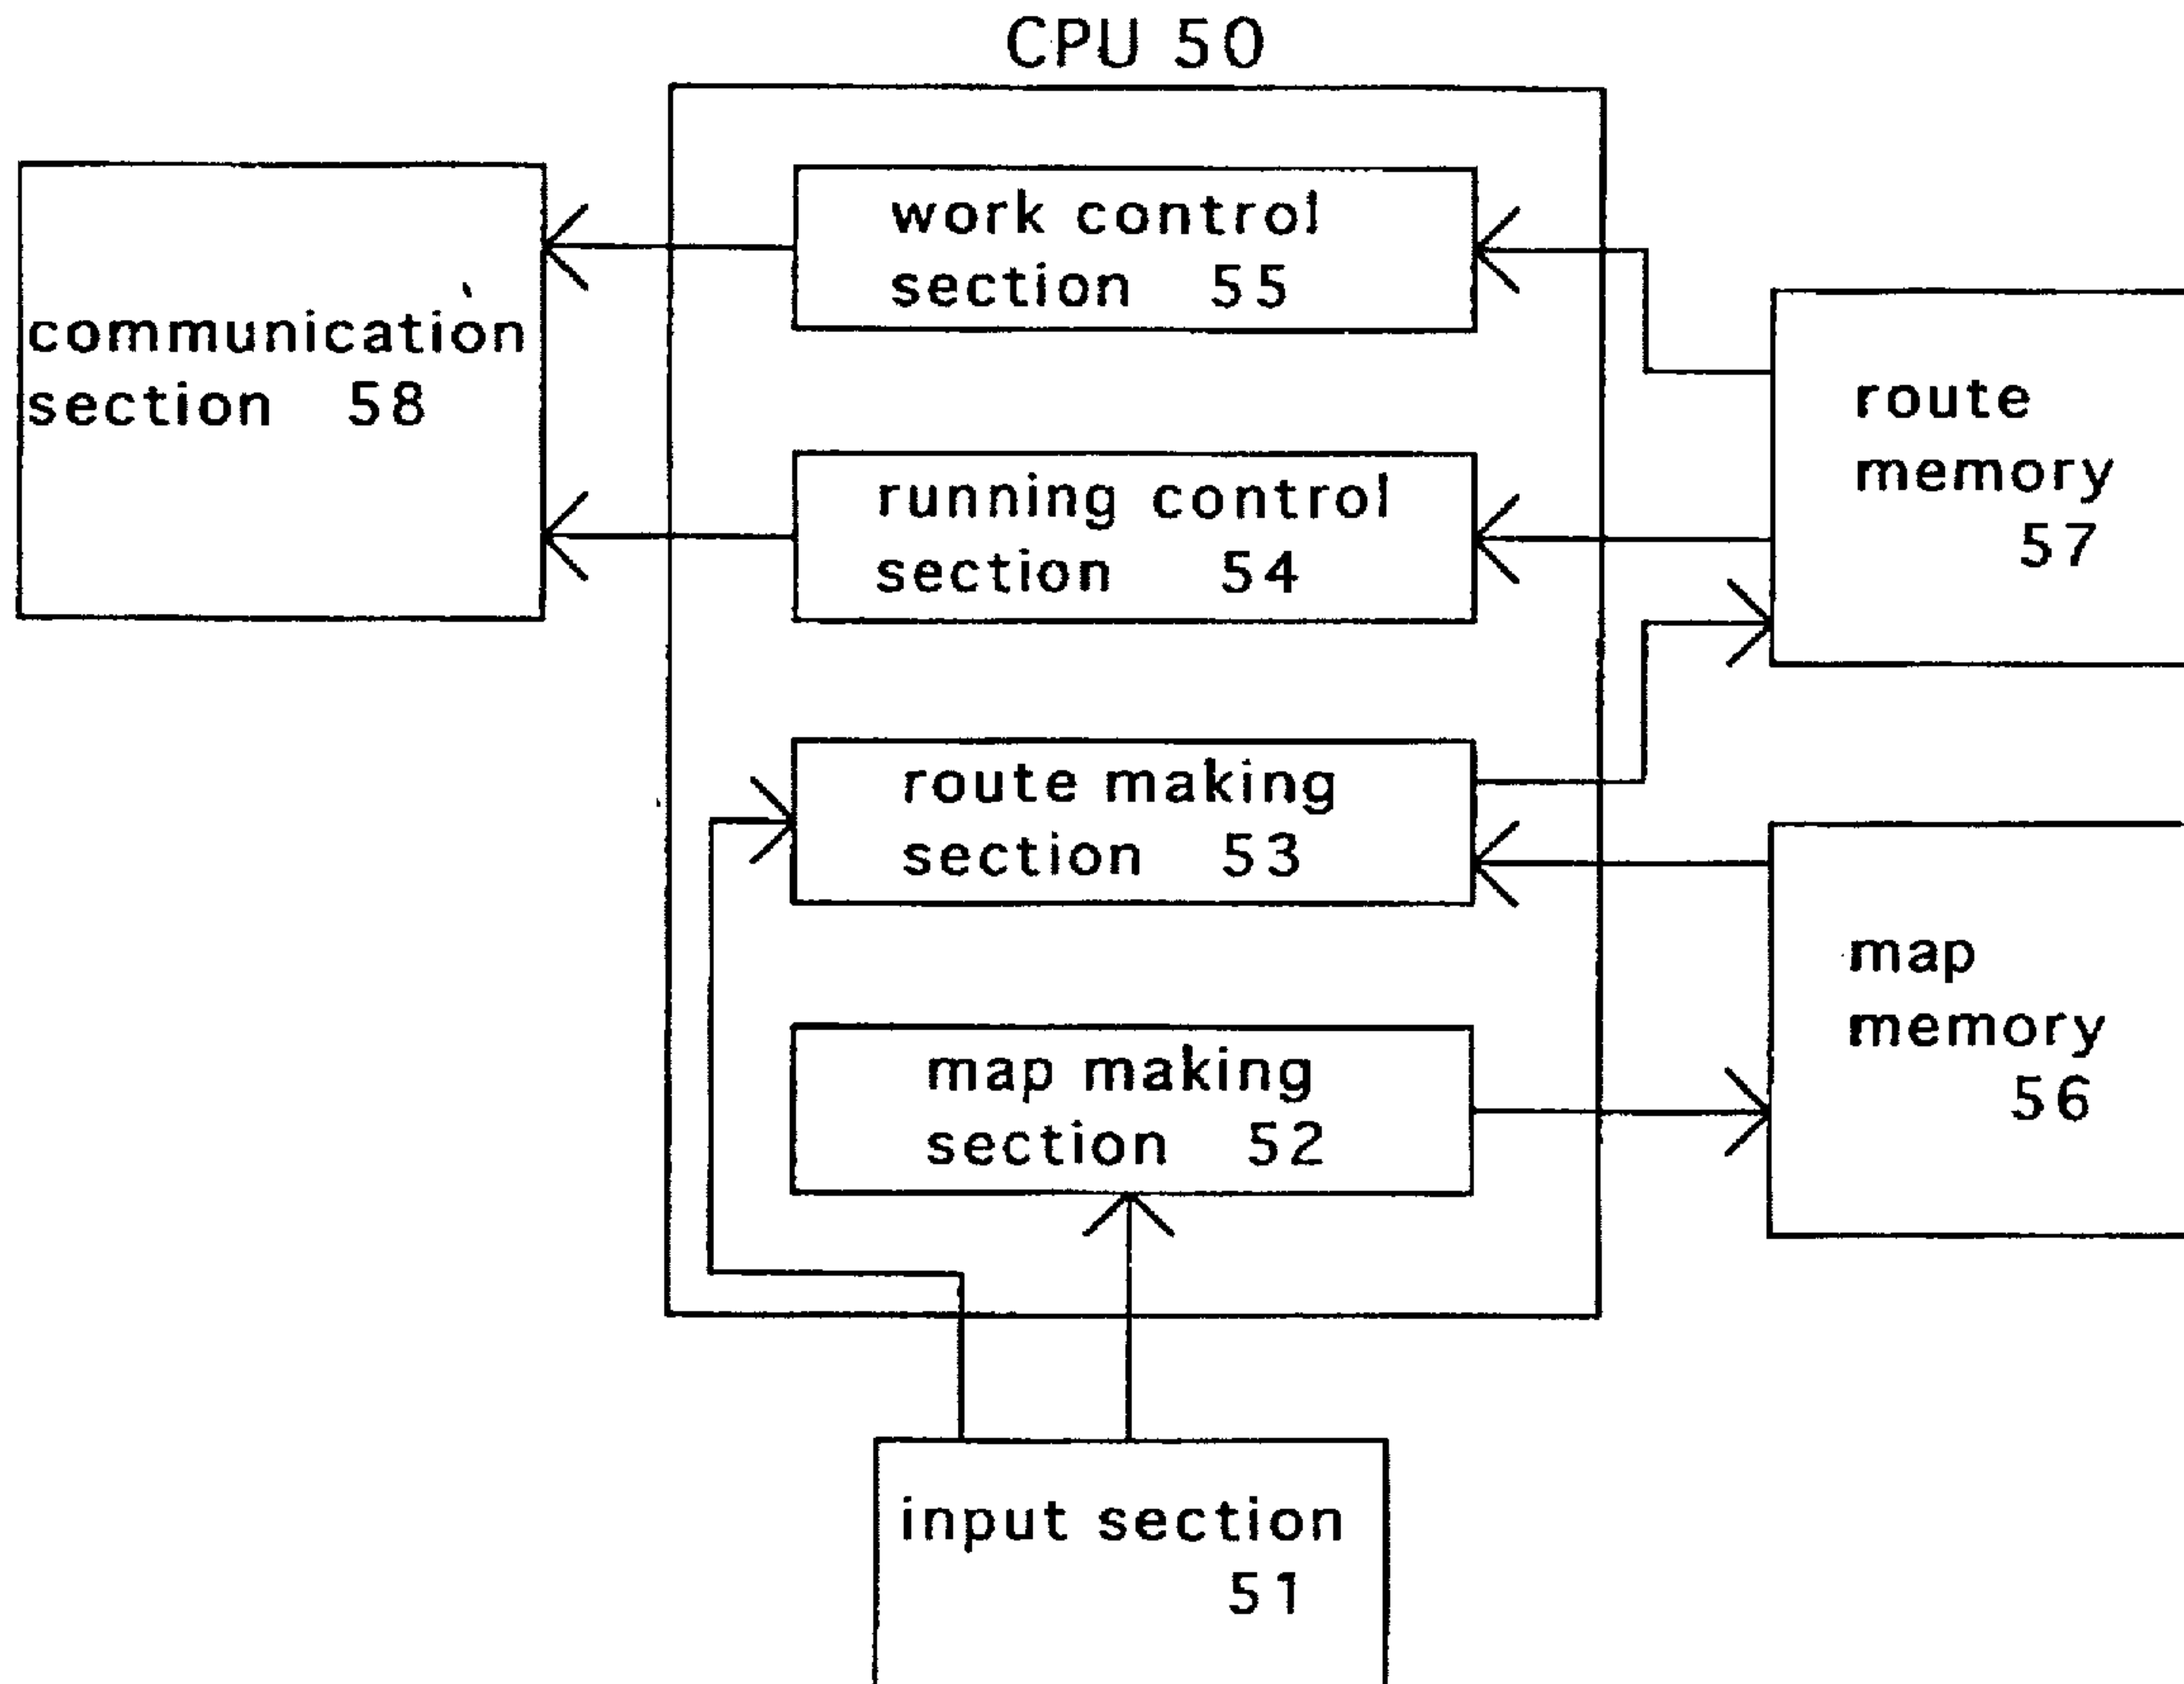 CPU 50
work control
section 55
communication
section 58
running control
section 54
route
memory
57
route making
section 53
map
memory
56
map making
section 52
input section
51